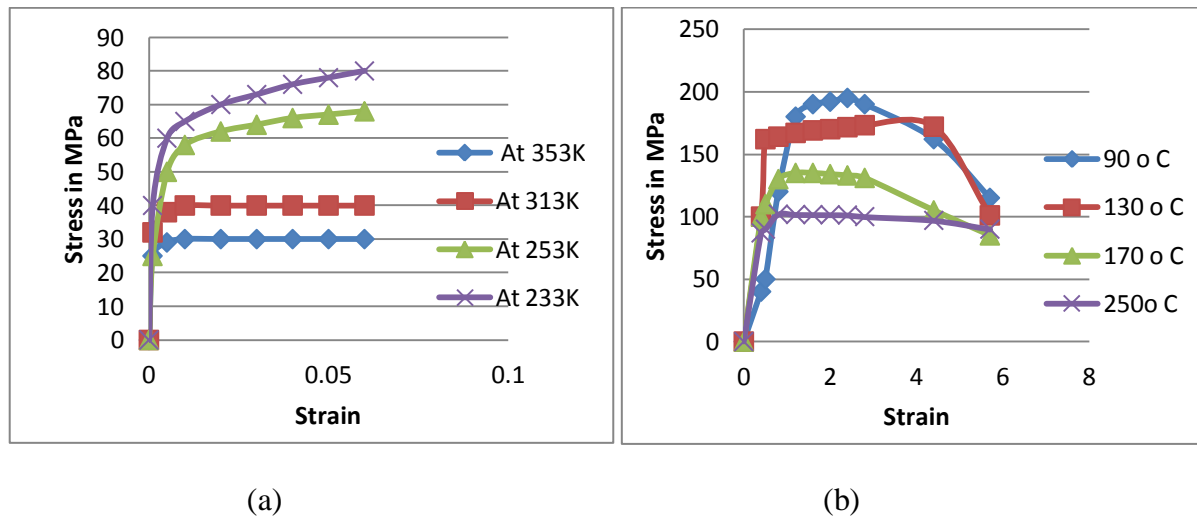 90
80
70
60
50
40
30
20
10
0
Stress in MPa
0
0.05
0.1
Strain
At 353K
At 313K
At 253K
At 233K
250
200
150
100
50
0
Stress in MPa
0
2
4
6
8
Strain
90 o C
130 o C
170 o C
250o C
(a)
(b)